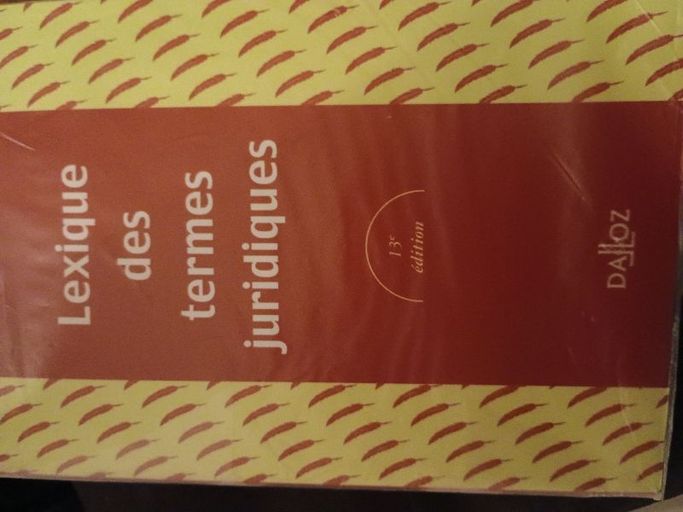 Lexique
des
termes
juridiques
13e
édition
DALLOZ